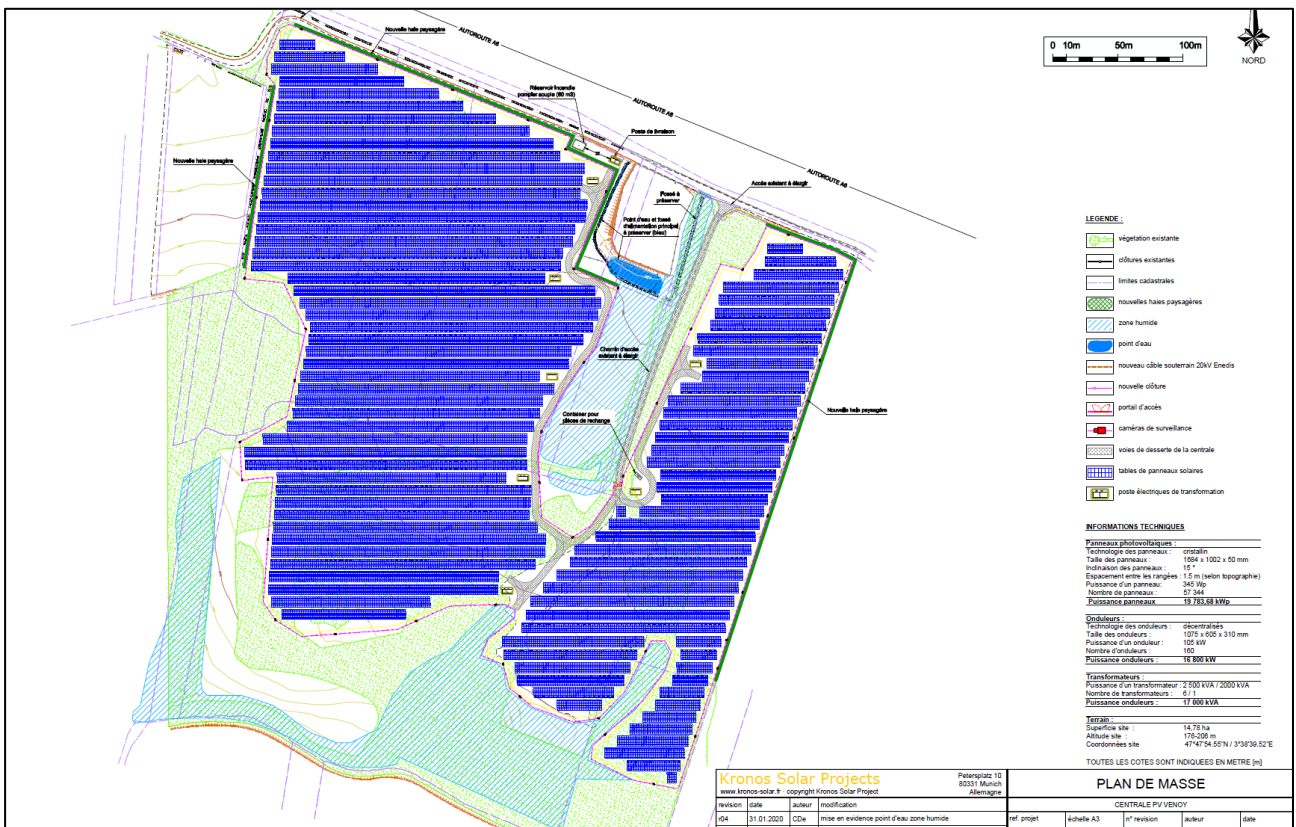 Nouvelle haie paysagère
AUTOROUTE A6
0 10m 50m 100m
NORD
Réservoir incendie
pompier souple (60 m3)
AUTOROUTE A6
Poste de livraison
Nouvelle haie paysagère
AUTOROUTE A6
Accès existant à élargir
Fossé à
préserver
Point d'eau et fossé
d'alimentation principal
à préserver (bleu)
Chemin d'accès
existant à élargir
Container pour
pièces de rechange
Nouvelle haie paysagère
LEGENDE :
végetation existante
clôtures existantes
limites cadastrales
nouvelles haies paysagères
zone humide
point d'eau
nouveau câble souterrain 20kV Enedis
nouvelle clôture
portail d'accès
caméras de surveillance
voies de desserte de la centrale
tables de panneaux solaires
poste électriques de transformation
INFORMATIONS TECHNIQUES
Panneaux photovoltaïques :
Technologie des panneaux : cristallin
Taille des panneaux : 1684 x 1002 x 50 mm
Inclinaison des panneaux : 15 °
Espacement entre les rangées : 1.5 m (selon topographie)
Puissance d'un panneau: 345 Wp
Nombre de panneaux : 57 344
Puissance panneaux 19 783,68 kWp
Onduleurs :
Technologie des onduleurs : décentralisés
Taille des onduleurs : 1075 x 605 x 310 mm
Puissance d'un onduleur : 105 kW
Nombre d'onduleurs : 160
Puissance onduleurs : 16 800 kW
Transformateurs :
Puissance d'un transformateur : 2 500 kVA / 2000 kVA
Nombre de transformateurs : 6 / 1
Puissance onduleurs : 17 000 kVA
Terrain :
Superficie site : 14,78 ha
Altitude site : 176-206 m
Coordonnées site 47°47'54.55"N / 3°38'39.52"E
TOUTES LES COTES SONT INDIQUEES EN METRE [m]
Kronos Solar Projects
www.kronos-solar.fr copyright Kronos Solar Project
Petersplatz 10
80331 Munich
Allemagne
PLAN DE MASSE
CENTRALE PV VENOY
revision date auteur modification
r04 31.01.2020 CDe mise en evidence point d'eau zone humide
ref. projet échelle A3 n° revision auteur date